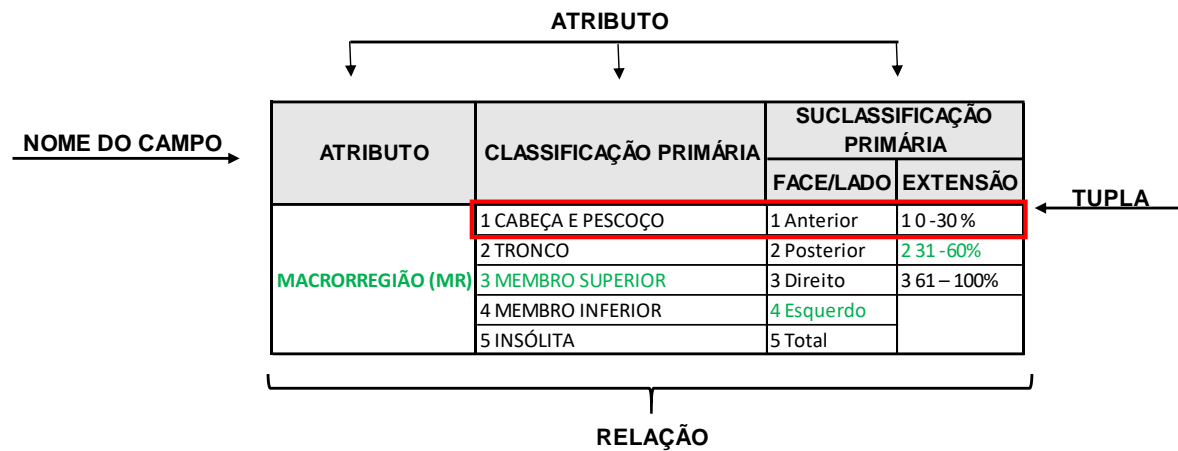 ATRIBUTO
NOME DO CAMPO
ATRIBUTO
CLASSIFICAÇÃO PRIMÁRIA
SUCLASSIFICAÇÃO
PRIMÁRIA
FACE/LADO
EXTENSÃO
TUPLA
1 CABEÇA E PESCOÇO
1 Anterior
1 0 -30 %
2 TRONCO
2 Posterior
2 31 -60%
MACRORREGIÃO (MR)
3 MEMBRO SUPERIOR
3 Direito
3 61 – 100%
4 MEMBRO INFERIOR
4 Esquerdo
5 INSÓLITA
5 Total
RELAÇÃO